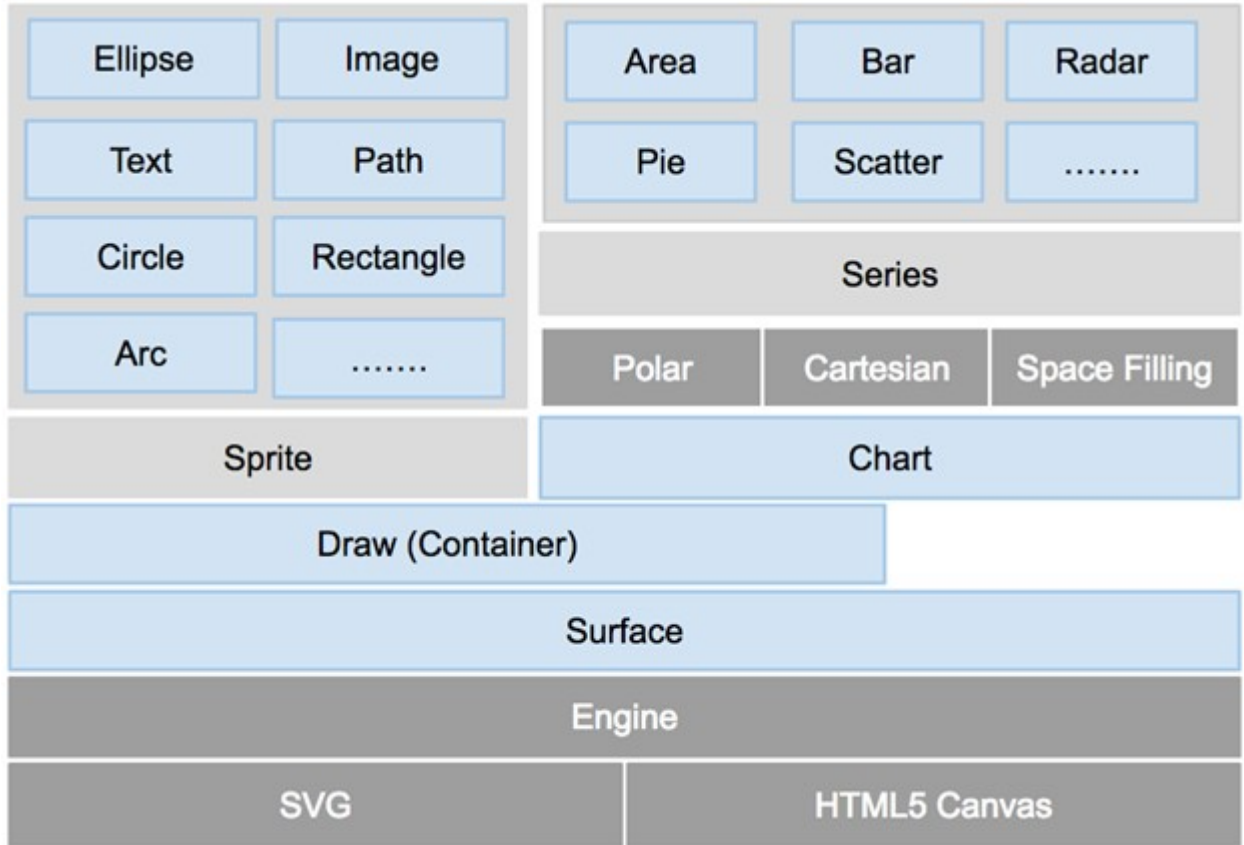 Ellipse
Image
Text
Path
Circle
Rectangle
Arc
.......
Sprite
Area
Bar
Radar
Pie
Scatter
.......
Series
Polar
Cartesian
Space Filling
Chart
Draw (Container)
Surface
Engine
SVG
HTML5 Canvas